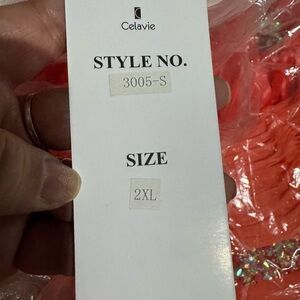 Celavie
STYLE NO.
3005-S
SIZE
2XL